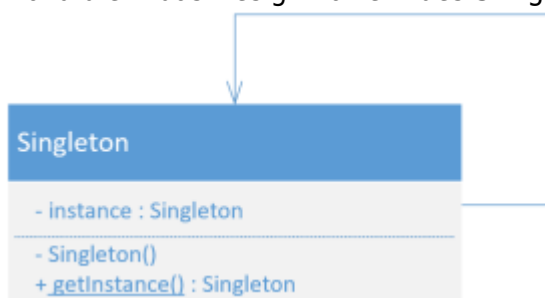 Singleton
- instance : Singleton
- Singleton()
+ getInstance() : Singleton